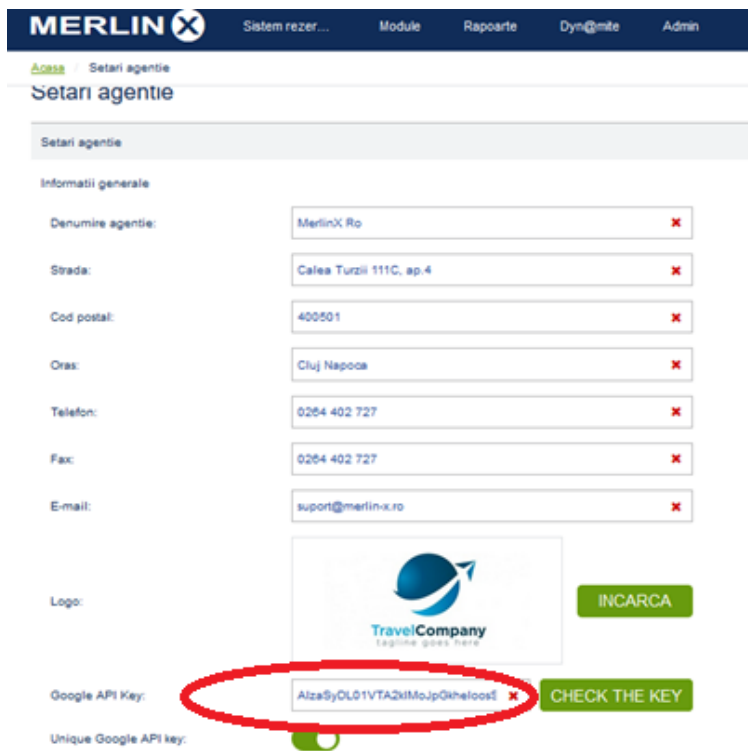 MERLIN X Sistem rezer... Module Rapoarte Dyn@mite Admin
Acasa / Setari agentie
Setari agentie
Setari agentie
Informatii generale
Denumire agentie: MerlinX Ro
Strada: Calea Turzii 111C, ap.4
Cod postal: 400501
Oras: Cluj Napoca
Telefon: 0264 402 727
Fax: 0264 402 727
E-mail: suport@merlin-x.ro
Logo:
TravelCompany
tagline goes here
INCARCA
Google API Key: CHECK THE KEY
Unique Google API key: